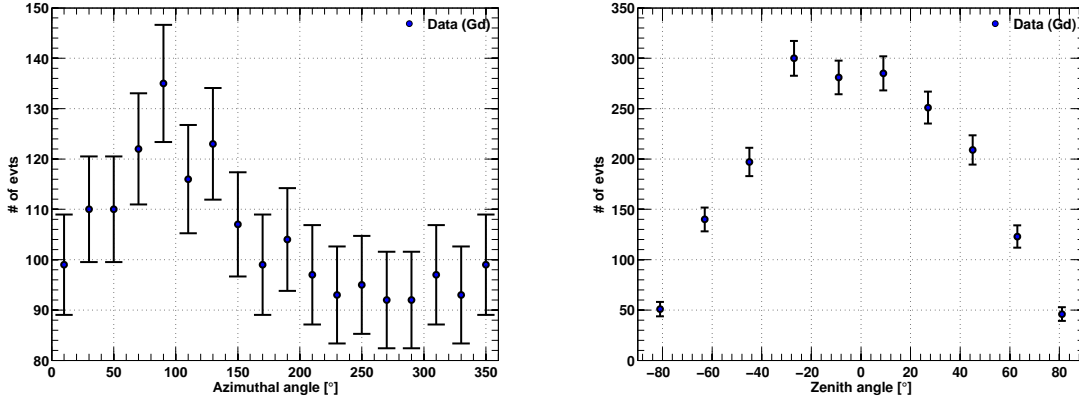 150
140
130
120
110
100
90
80
# of evts
Data (Gd)
0 50 100 150 200 250 300 350
Azimuthal angle [°]
350
300
250
200
150
100
50
0
# of evts
Data (Gd)
−80 −60 −40 −20 0 20 40 60 80
Zenith angle [°]